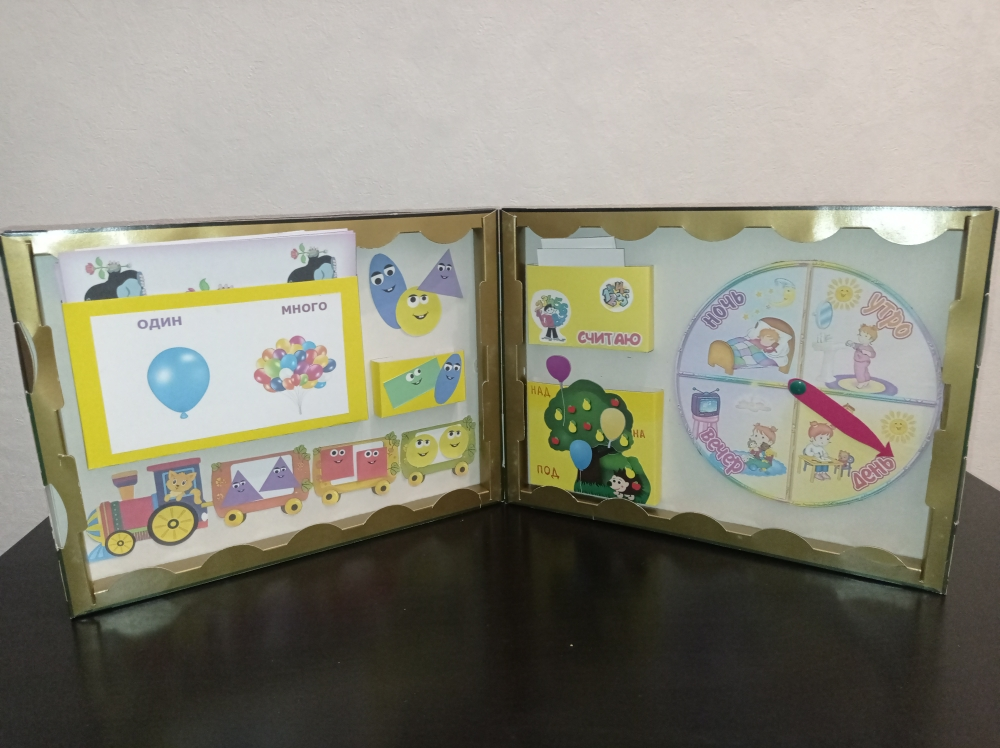 ОДИН
МНОГО
СЧИТАЮ
НАД
НА
ПОД
НОЧЬ
УТРО
ВЕЧЕР
ДЕНЬ